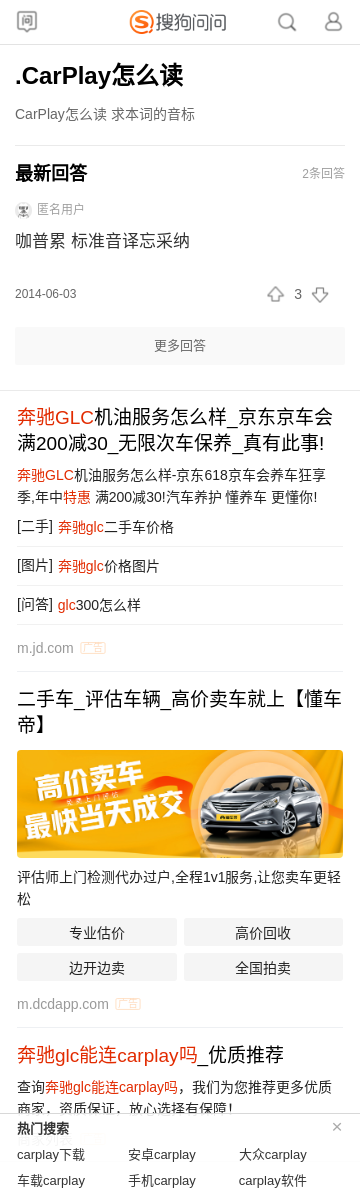 问
搜狗问问
.CarPlay怎么读
CarPlay怎么读 求本词的音标
最新回答
2条回答
匿名用户
咖普累 标准音译忘采纳
2014-06-03
3
更多回答
奔驰GLC机油服务怎么样_京东京车会
满200减30_无限次车保养_真有此事!
奔驰GLC机油服务怎么样-京东618京车会养车狂享
季,年中特惠 满200减30!汽车养护 懂养车 更懂你!
[二手] 奔驰glc二手车价格
[图片] 奔驰glc价格图片
[问答] glc300怎么样
m.jd.com 广告
二手车_评估车辆_高价卖车就上【懂车
帝】
高价卖车
免费上门送钱
最快当天成交
评估师上门检测代办过户,全程1v1服务,让您卖车更轻
松
专业估价
高价回收
边开边卖
全国拍卖
m.dcdapp.com 广告
奔驰glc能连carplay吗_优质推荐
查询奔驰glc能连carplay吗，我们为您推荐更多优质
商家，资质保证，放心选择有保障！
热门搜索
×
carplay下载
安卓carplay
大众carplay
车载carplay
手机carplay
carplay软件